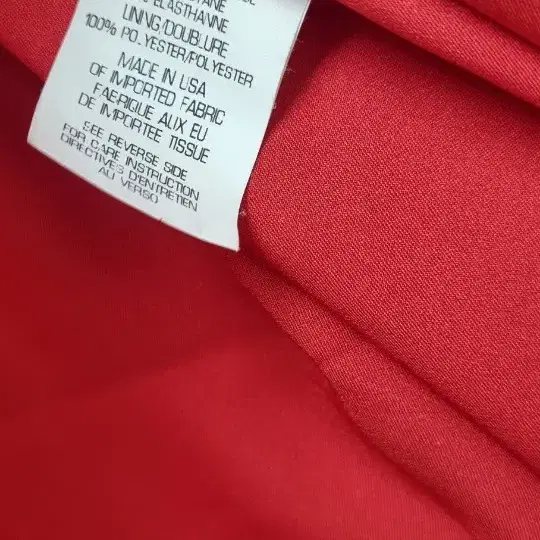 ELASTHANNE
LINING/DOUBLURE
100% POLYESTER/POLYESTER
MADE IN USA
OF IMPORTED FABRIC
FABRIQUE AUX EU
DE IMPORTEE TISSUE
SEE REVERSE SIDE
FOR CARE INSTRUCTION
DIRECTIVES D'ENTRETIEN
AU VERSO